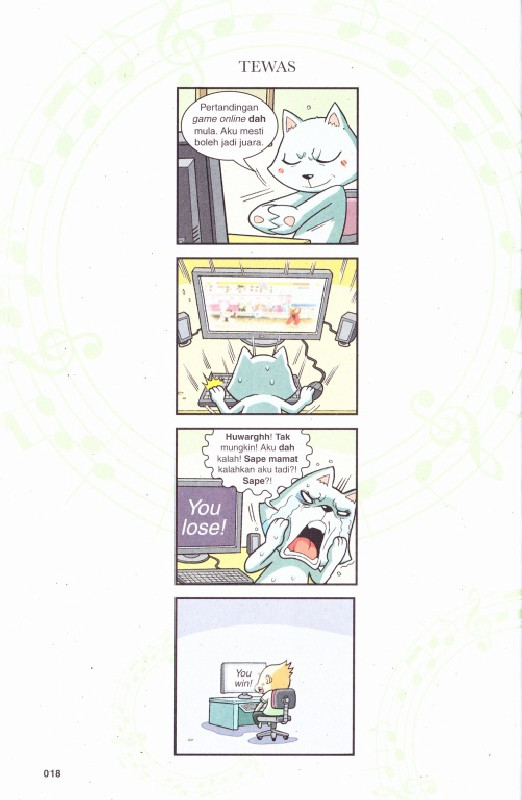 TEWAS
Pertandingan
game online dah
mula. Aku mesti
boleh jadi juara.
Huwarghh! Tak
mungkin! Aku dah
kalah! Sape mamat
kalahkan aku tadi?!
Sape?!
You
lose!
You
win!
018